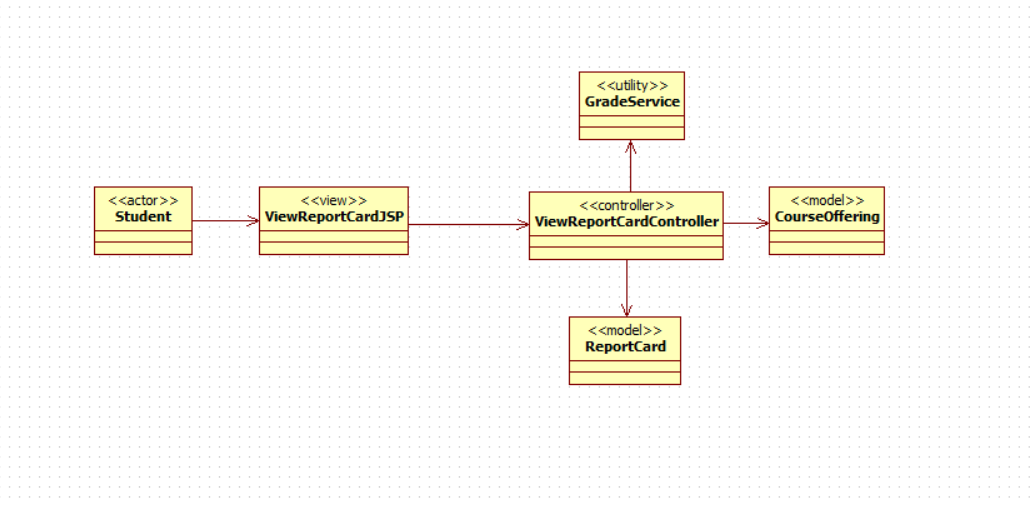 <<utility>>
GradeService
<<actor>>
Student
<<view>>
ViewReportCardJSP
<<controller>>
ViewReportCardController
<<model>>
CourseOffering
<<model>>
ReportCard